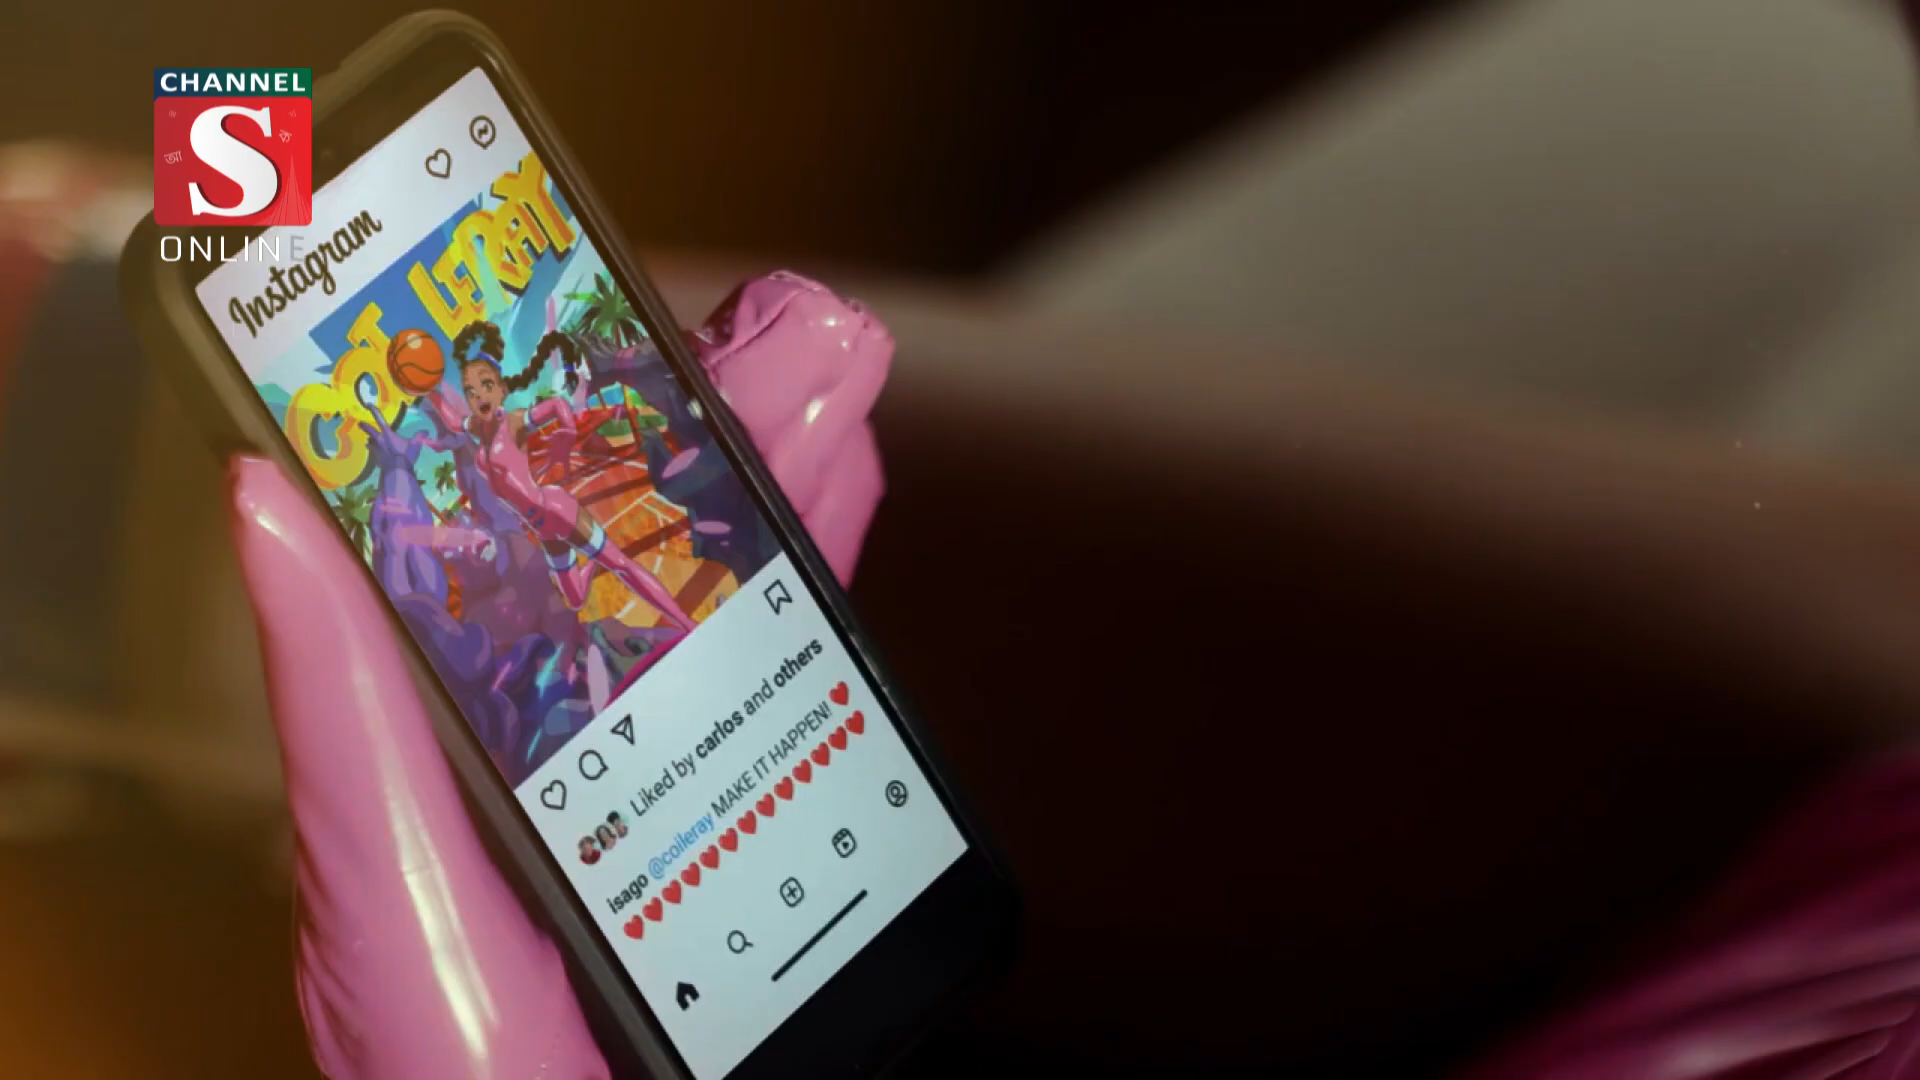 CHANNEL
S
আ
ONLINE
Instagram
COI LERAY
Liked by carlos and others
isago @coileray MAKE IT HAPPEN! ❤️
❤️❤️❤️❤️❤️❤️❤️❤️❤️❤️❤️❤️❤️